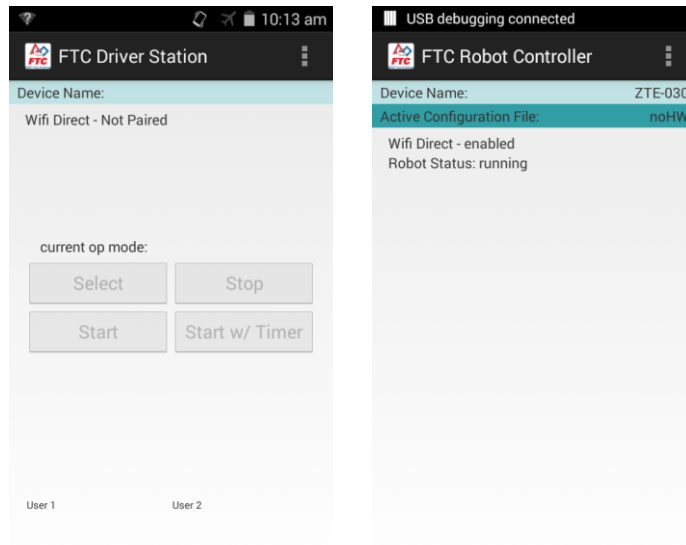 10:13 am
FTC Driver Station
Device Name:
Wifi Direct - Not Paired
current op mode:
Select Stop
Start Start w/ Timer
User 1 User 2
USB debugging connected
FTC Robot Controller
Device Name: ZTE-030
Active Configuration File: noHW
Wifi Direct - enabled
Robot Status: running